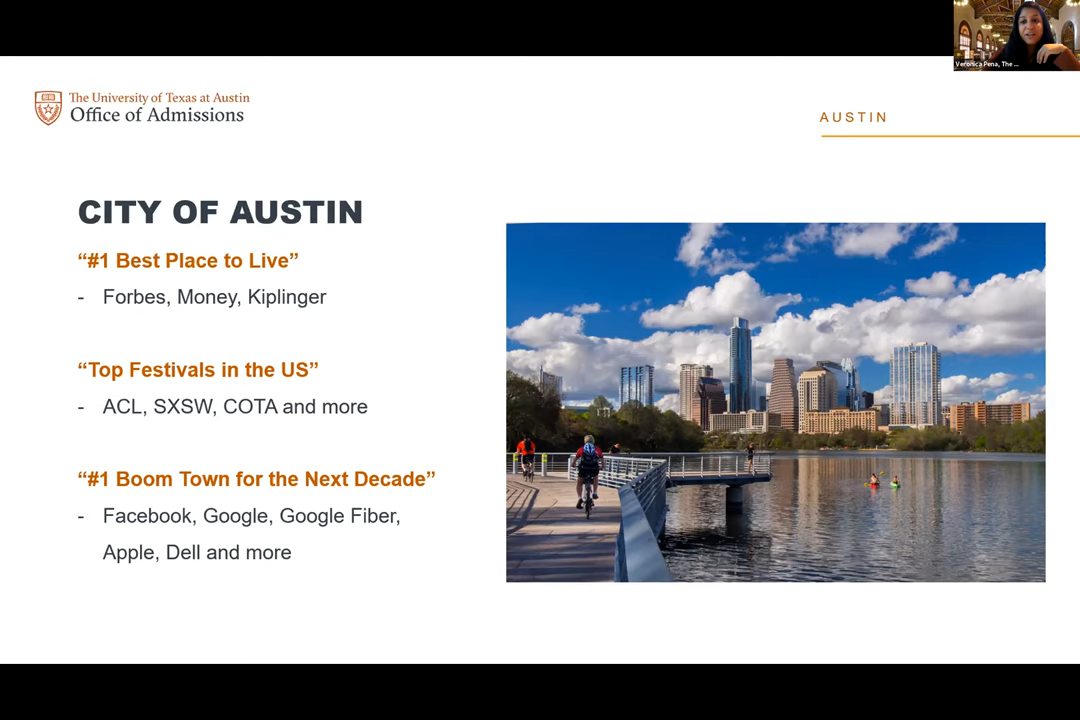 Veronica Pena, The ...
The University of Texas at Austin
Office of Admissions
AUSTIN
CITY OF AUSTIN
“#1 Best Place to Live”
- Forbes, Money, Kiplinger
“Top Festivals in the US”
- ACL, SXSW, COTA and more
“#1 Boom Town for the Next Decade”
- Facebook, Google, Google Fiber,
Apple, Dell and more